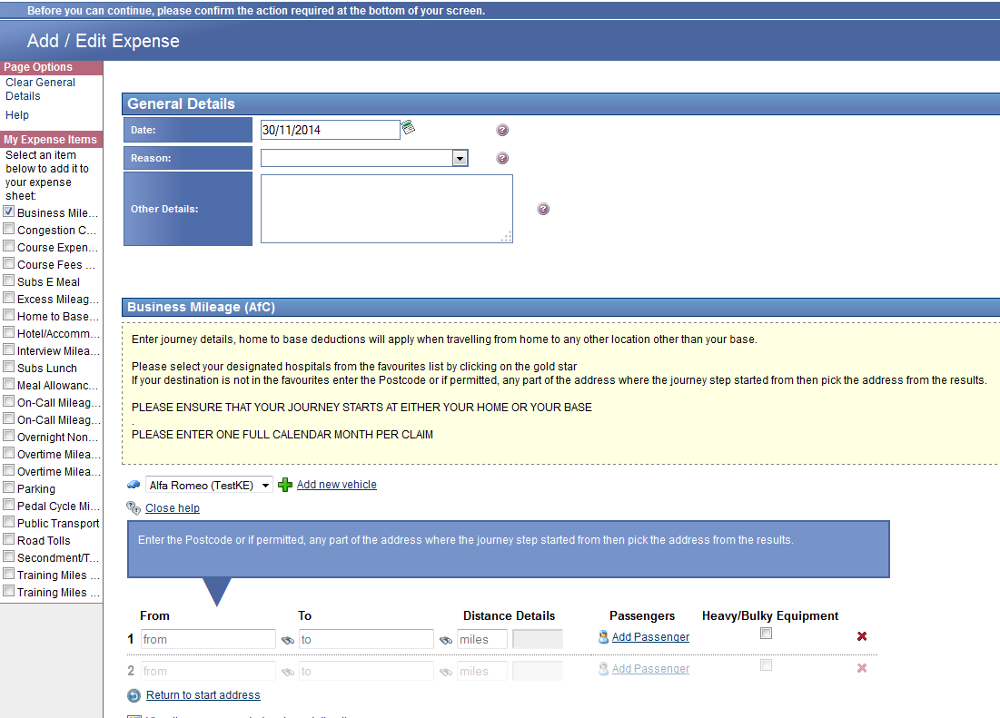 Before you can continue, please confirm the action required at the bottom of your screen.
Add / Edit Expense
Page Options
Clear General
Details
Help
My Expense Items
Select an item
below to add it to
your expense
sheet:
Business Mile...
Congestion C...
Course Expen...
Course Fees ...
Subs E Meal
Excess Mileag...
Home to Base...
Hotel/Accomm...
Interview Milea...
Subs Lunch
Meal Allowanc...
On-Call Mileag...
On-Call Mileag...
Overnight Non...
Overtime Milea...
Overtime Milea...
Parking
Pedal Cycle Mi...
Public Transport
Road Tolls
Secondment/T...
Training Miles ...
Training Miles ...
General Details
Date: 30/11/2014
Reason:
Other Details:
Business Mileage (AfC)
Enter journey details, home to base deductions will apply when travelling from home to any other location other than your base.
Please select your designated hospitals from the favourites list by clicking on the gold star
If your destination is not in the favourites enter the Postcode or if permitted, any part of the address where the journey step started from then pick the address from the results.
PLEASE ENSURE THAT YOUR JOURNEY STARTS AT EITHER YOUR HOME OR YOUR BASE
.
PLEASE ENTER ONE FULL CALENDAR MONTH PER CLAIM
Alfa Romeo (TestKE) Add new vehicle
Close help
Enter the Postcode or if permitted, any part of the address where the journey step started from then pick the address from the results.
From To Distance Details Passengers Heavy/Bulky Equipment
1 from to miles Add Passenger
2 from to miles Add Passenger
Return to start address